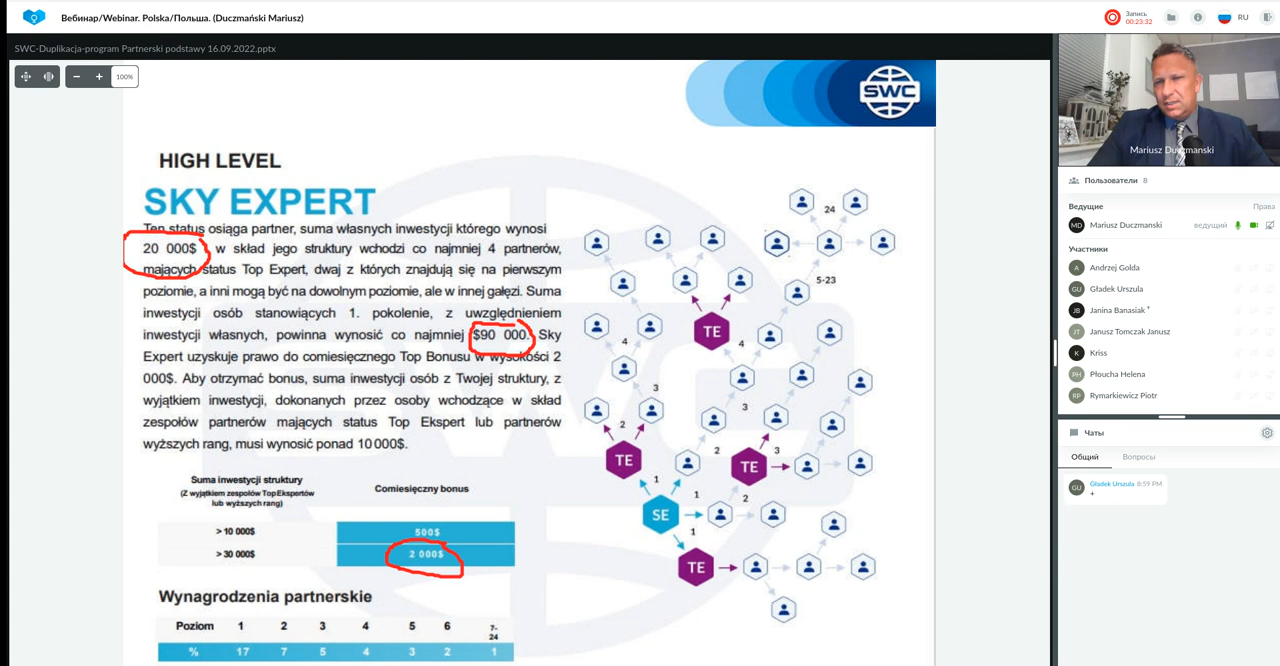 Вебинар/Webinar. Polska/Польша. (Duczmański Mariusz)
Запись
00:23:32
RU
SWC-Duplikacja-program Partnerski podstawy 16.09.2022.pptx
100%
SWC
HIGH LEVEL
SKY EXPERT
Ten status osiąga partner, suma własnych inwestycji którego wynosi
20 000$, w skład jego struktury wchodzi co najmniej 4 partnerów,
mających status Top Expert, dwaj z których znajdują się na pierwszym
poziomie, a inni mogą być na dowolnym poziomie, ale w innej gałęzi. Suma
inwestycji osób stanowiących 1. pokolenie, z uwzględnieniem
inwestycji własnych, powinna wynosić co najmniej $90 000. Sky
Expert uzyskuje prawo do comiesięcznego Top Bonusu w wysokości 2
000$. Aby otrzymać bonus, suma inwestycji osób z Twojej struktury, z
wyjątkiem inwestycji, dokonanych przez osoby wchodzące w skład
zespołów partnerów mających status Top Ekspert lub partnerów
wyższych rang, musi wynosić ponad 10 000$.
Suma inwestycji struktury
(Z wyjątkiem zespołów Top Ekspertów
lub wyższych rang)
Comiesięczny bonus
> 10 000$ 500$
> 30 000$ 2 000$
Wynagrodzenia partnerskie
Poziom 1 2 3 4 5 6 7-24
% 17 7 5 4 3 2 1
24
5-23
TE
4
4
3
3
2
TE
2
TE
3
1
1
2
SE
1
TE
Mariusz Duczmanski
Пользователи 8
Ведущие Права
MD Mariusz Duczmanski ведущий
Участники
A Andrzej Golda
GU Gładek Urszula
JB Janina Banasiak *
JT Janusz Tomczak Janusz
K Kriss
PH Płoucha Helena
RP Rymarkiewicz Piotr
Чаты
Общий Вопросы
GU Gładek Urszula 8:59 PM
+